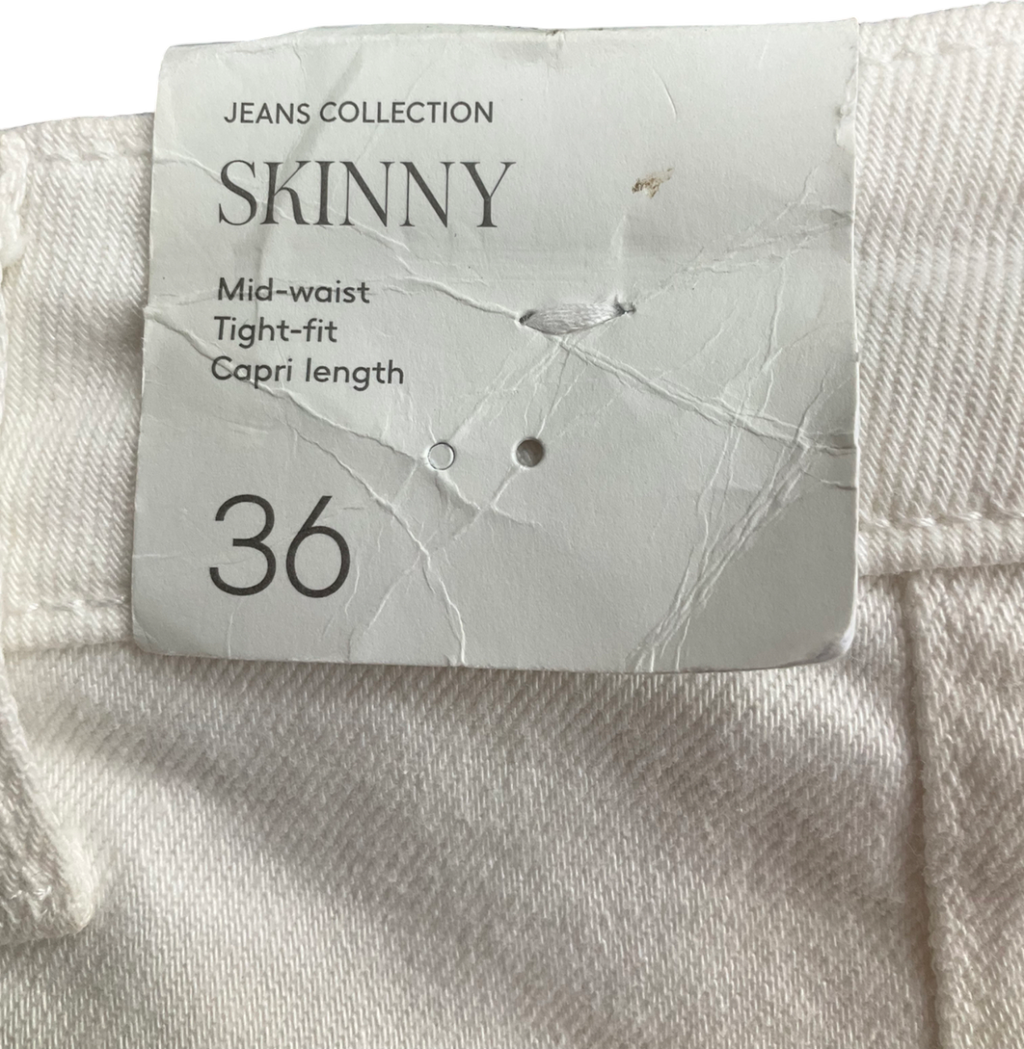 JEANS COLLECTION
SKINNY
Mid-waist
Tight-fit
Capri length
36